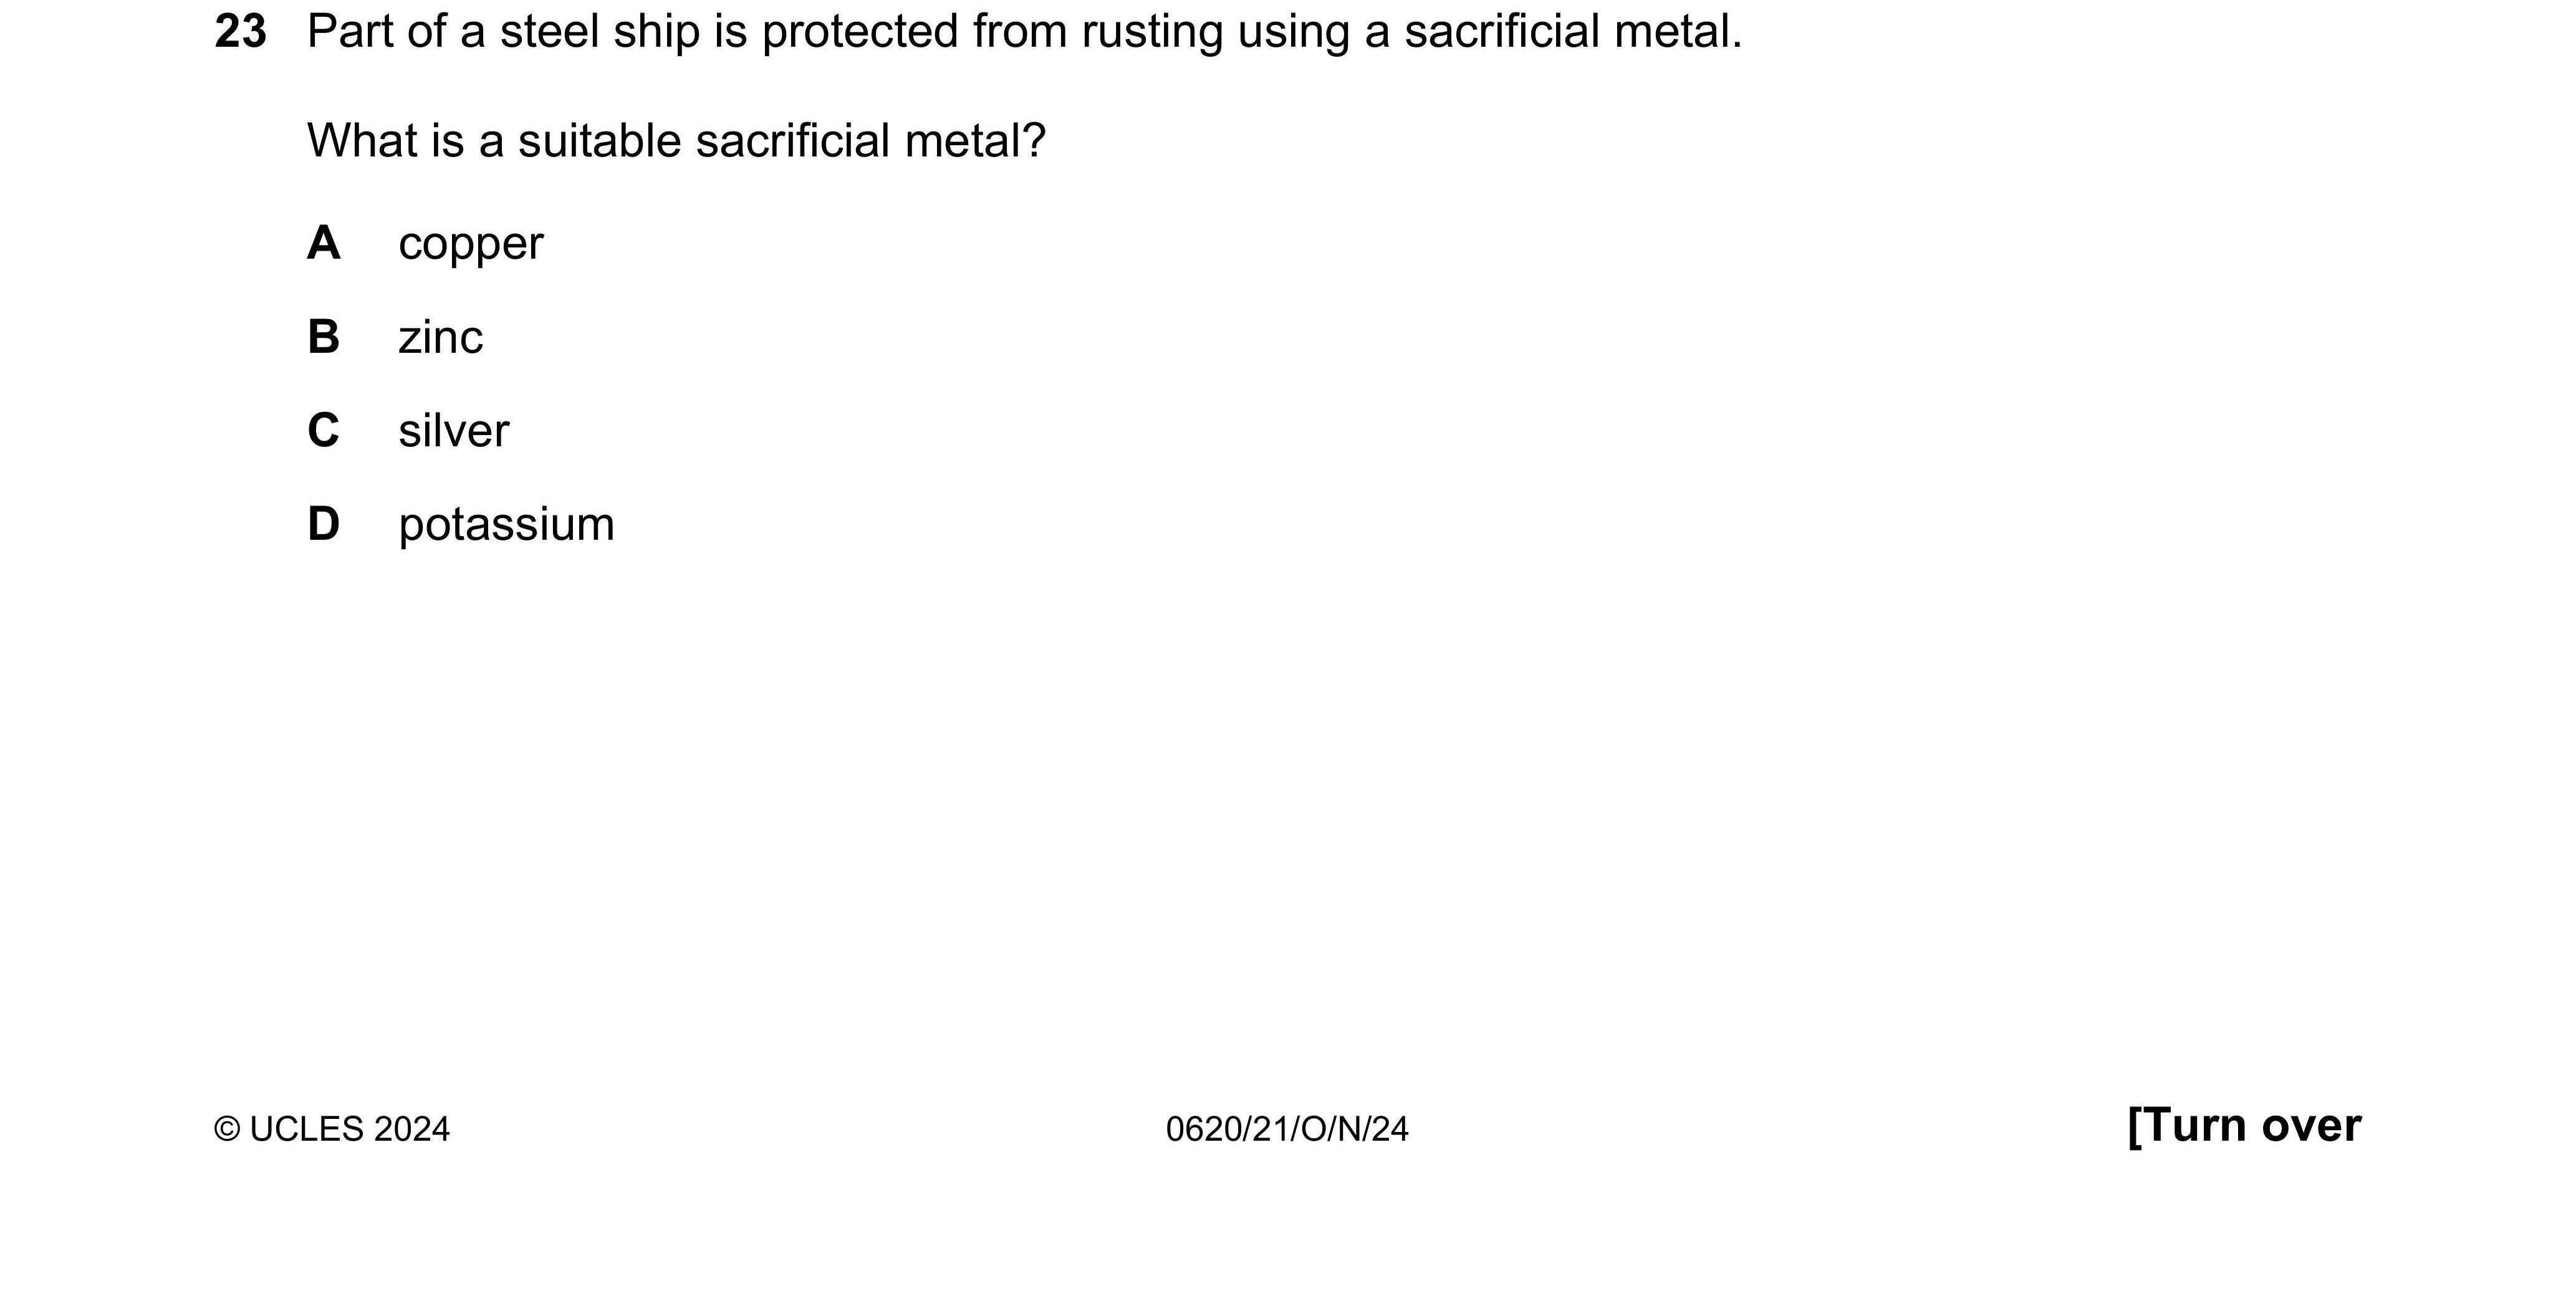 23 Part of a steel ship is protected from rusting using a sacrificial metal.
What is a suitable sacrificial metal?
A copper
B zinc
C silver
D potassium
© UCLES 2024 0620/21/O/N/24 [Turn over